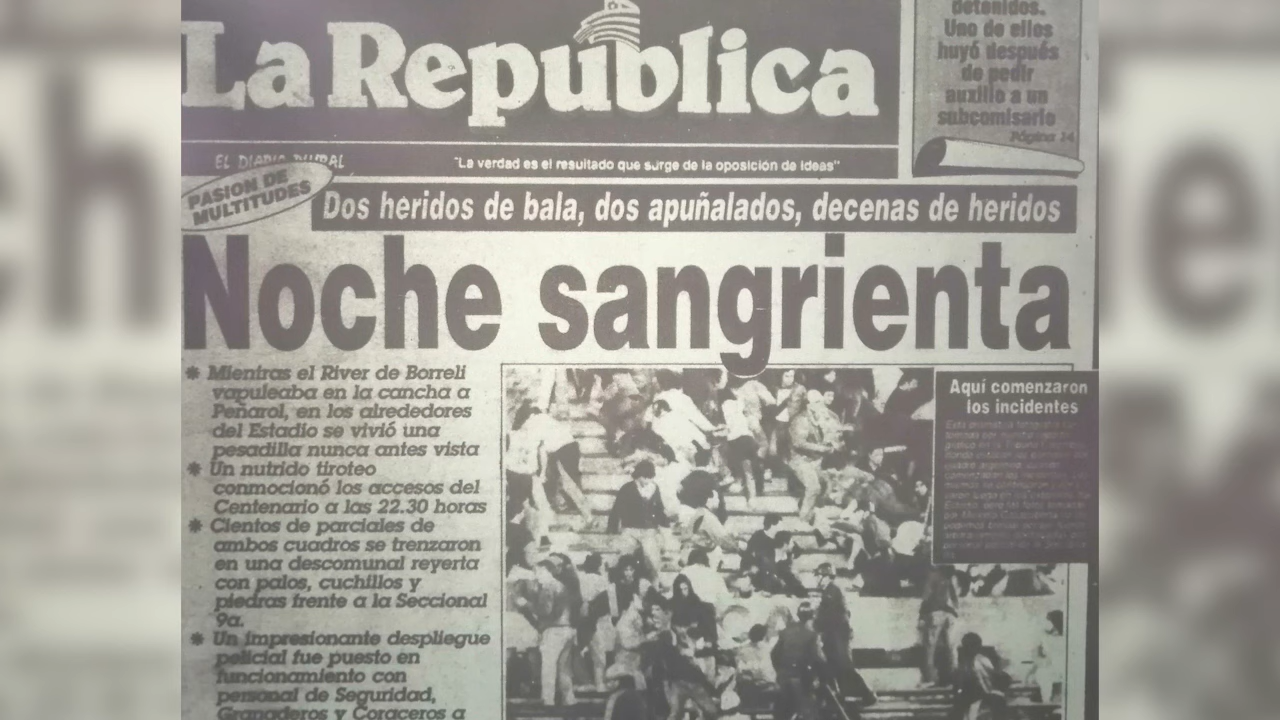 La República
detenidos.
Uno de ellos
huyó después
de pedir
auxilio a un
subcomisario
Página 14
EL DIARIO PLURAL
"La verdad es el resultado que surge de la oposición de ideas"
PASION DE
MULTITUDES
Dos heridos de bala, dos apuñalados, decenas de heridos
Noche sangrienta
* Mientras el River de Borreli
vapuleaba en la cancha a
Peñarol, en los alrededores
del Estadio se vivió una
pesadilla nunca antes vista
* Un nutrido tiroteo
conmocionó los accesos del
Centenario a las 22.30 horas
* Cientos de parciales de
ambos cuadros se trenzaron
en una descomunal reyerta
con palos, cuchillos y
piedras frente a la Seccional
9a.
* Un impresionante despliegue
policial fue puesto en
funcionamiento con
personal de Seguridad,
Granaderos y Coraceros a
Aquí comenzaron
los incidentes